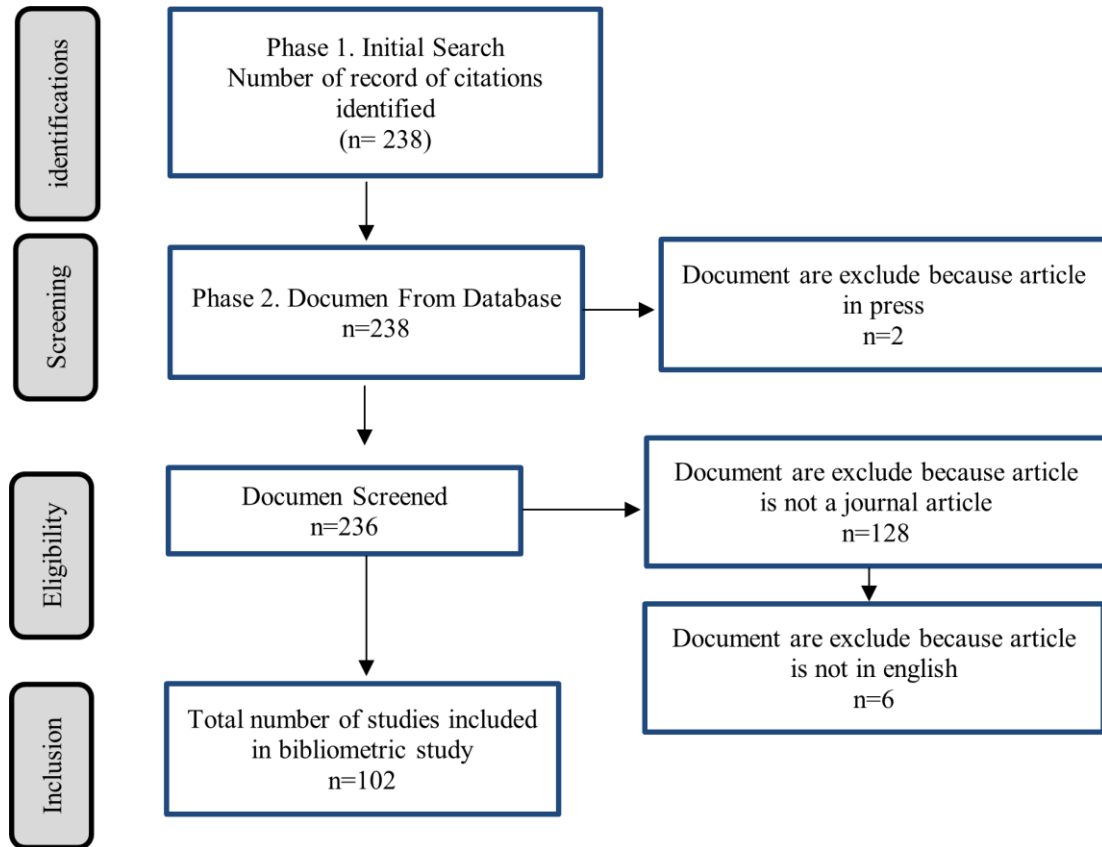 identifications
Phase 1. Initial Search
Number of record of citations
identified
(n= 238)
Screening
Phase 2. Documen From Database
n=238
Document are exclude because article
in press
n=2
Eligibility
Documen Screened
n=236
Document are exclude because article
is not a journal article
n=128
Document are exclude because article
is not in english
n=6
Inclusion
Total number of studies included
in bibliometric study
n=102